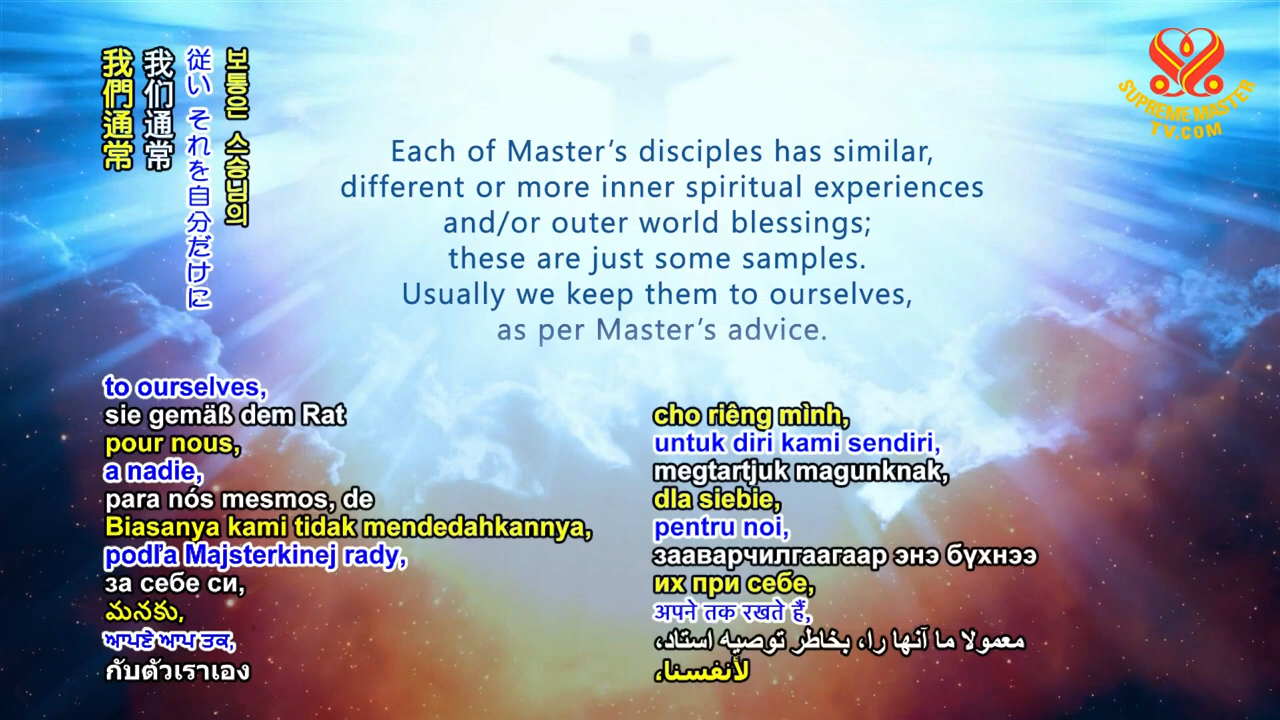 我們通常
我们通常
従い それを自分だけに
보통은 스승님의
SUPREME MASTER
TV.COM
Each of Master’s disciples has similar,
different or more inner spiritual experiences
and/or outer world blessings;
these are just some samples.
Usually we keep them to ourselves,
as per Master’s advice.
to ourselves,
sie gemäß dem Rat
pour nous,
a nadie,
para nós mesmos, de
Biasanya kami tidak mendedahkannya,
podľa Majsterkinej rady,
за себе си,
మనకు,
ਆਪਣੇ ਆਪ ਤਕ,
กับตัวเราเอง
cho riêng mình,
untuk diri kami sendiri,
megtartjuk magunknak,
dla siebie,
pentru noi,
зааварчилгаагаар энэ бүхнээ
их при себе,
अपने तक रखते हैं,
معمولا ما آنها را، بخاطر توصیه استاد،
لأنفسنا،